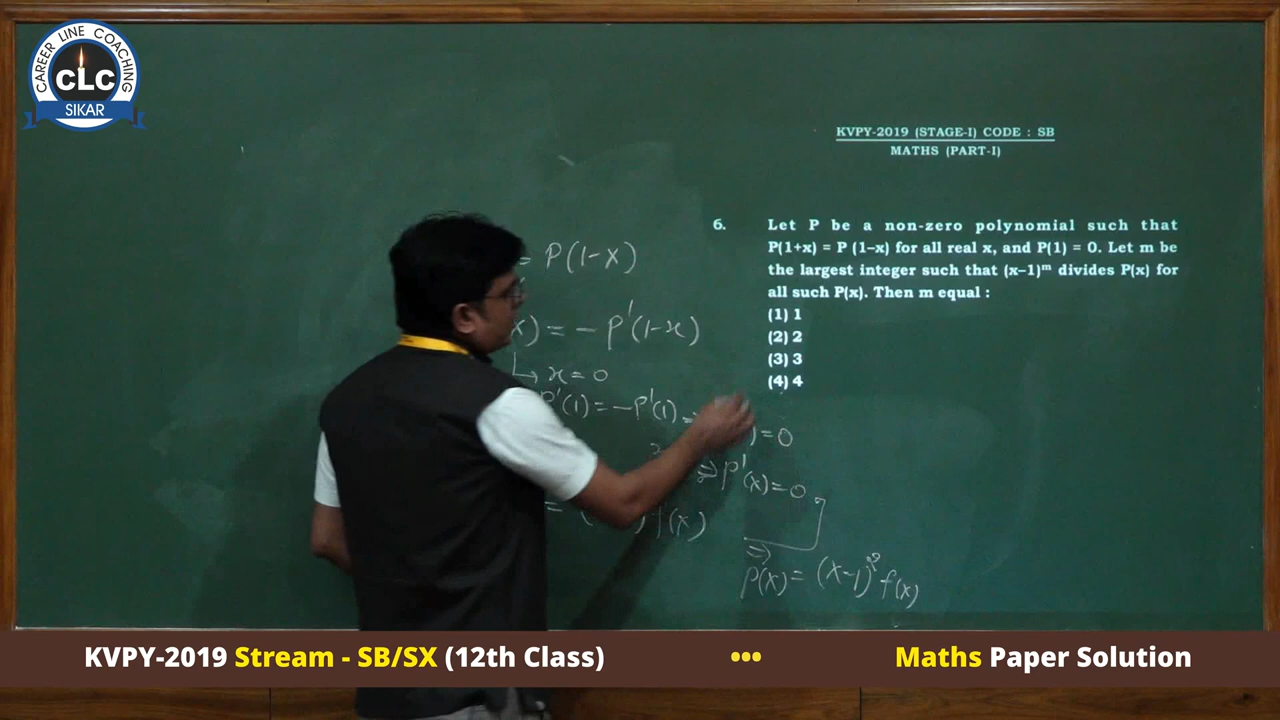 CAREER LINE COACHING
CLC
SIKAR
KVPY-2019 (STAGE-I) CODE : SB
MATHS (PART-I)
6. Let P be a non-zero polynomial such that
P(1+x) = P (1–x) for all real x, and P(1) = 0. Let m be
the largest integer such that (x–1)ᵐ divides P(x) for
all such P(x). Then m equal :
(1) 1
(2) 2
(3) 3
(4) 4
= P(1-x)
x) = - P'(1-x)
↳ x = 0
P'(1) = -P'(1) =
) = 0
⇒ P'(x) = 0
= ( ) f(x)
⇒
P(x) = (x-1)² f(x)
KVPY-2019 Stream - SB/SX (12th Class) ••• Maths Paper Solution